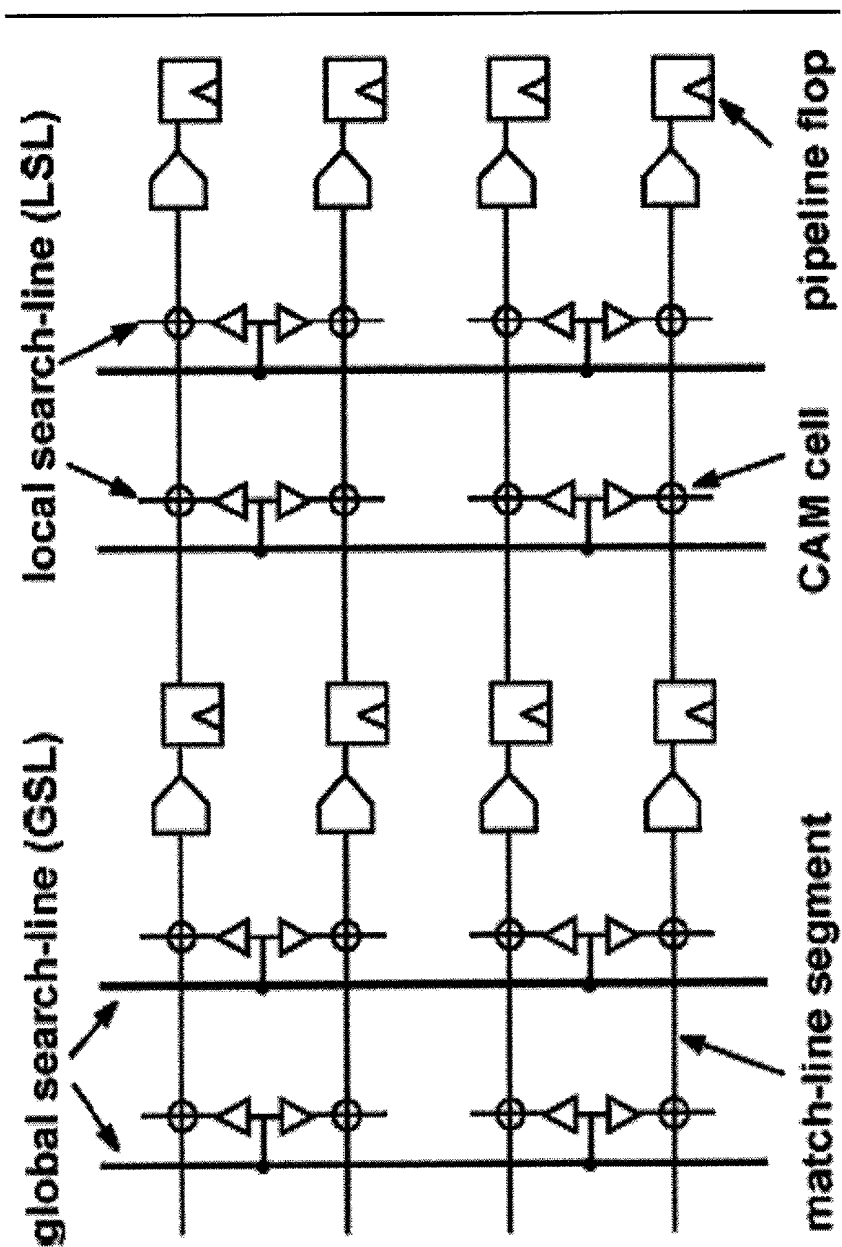 global search-line (GSL)
local search-line (LSL)
match-line segment
CAM cell
pipeline flop